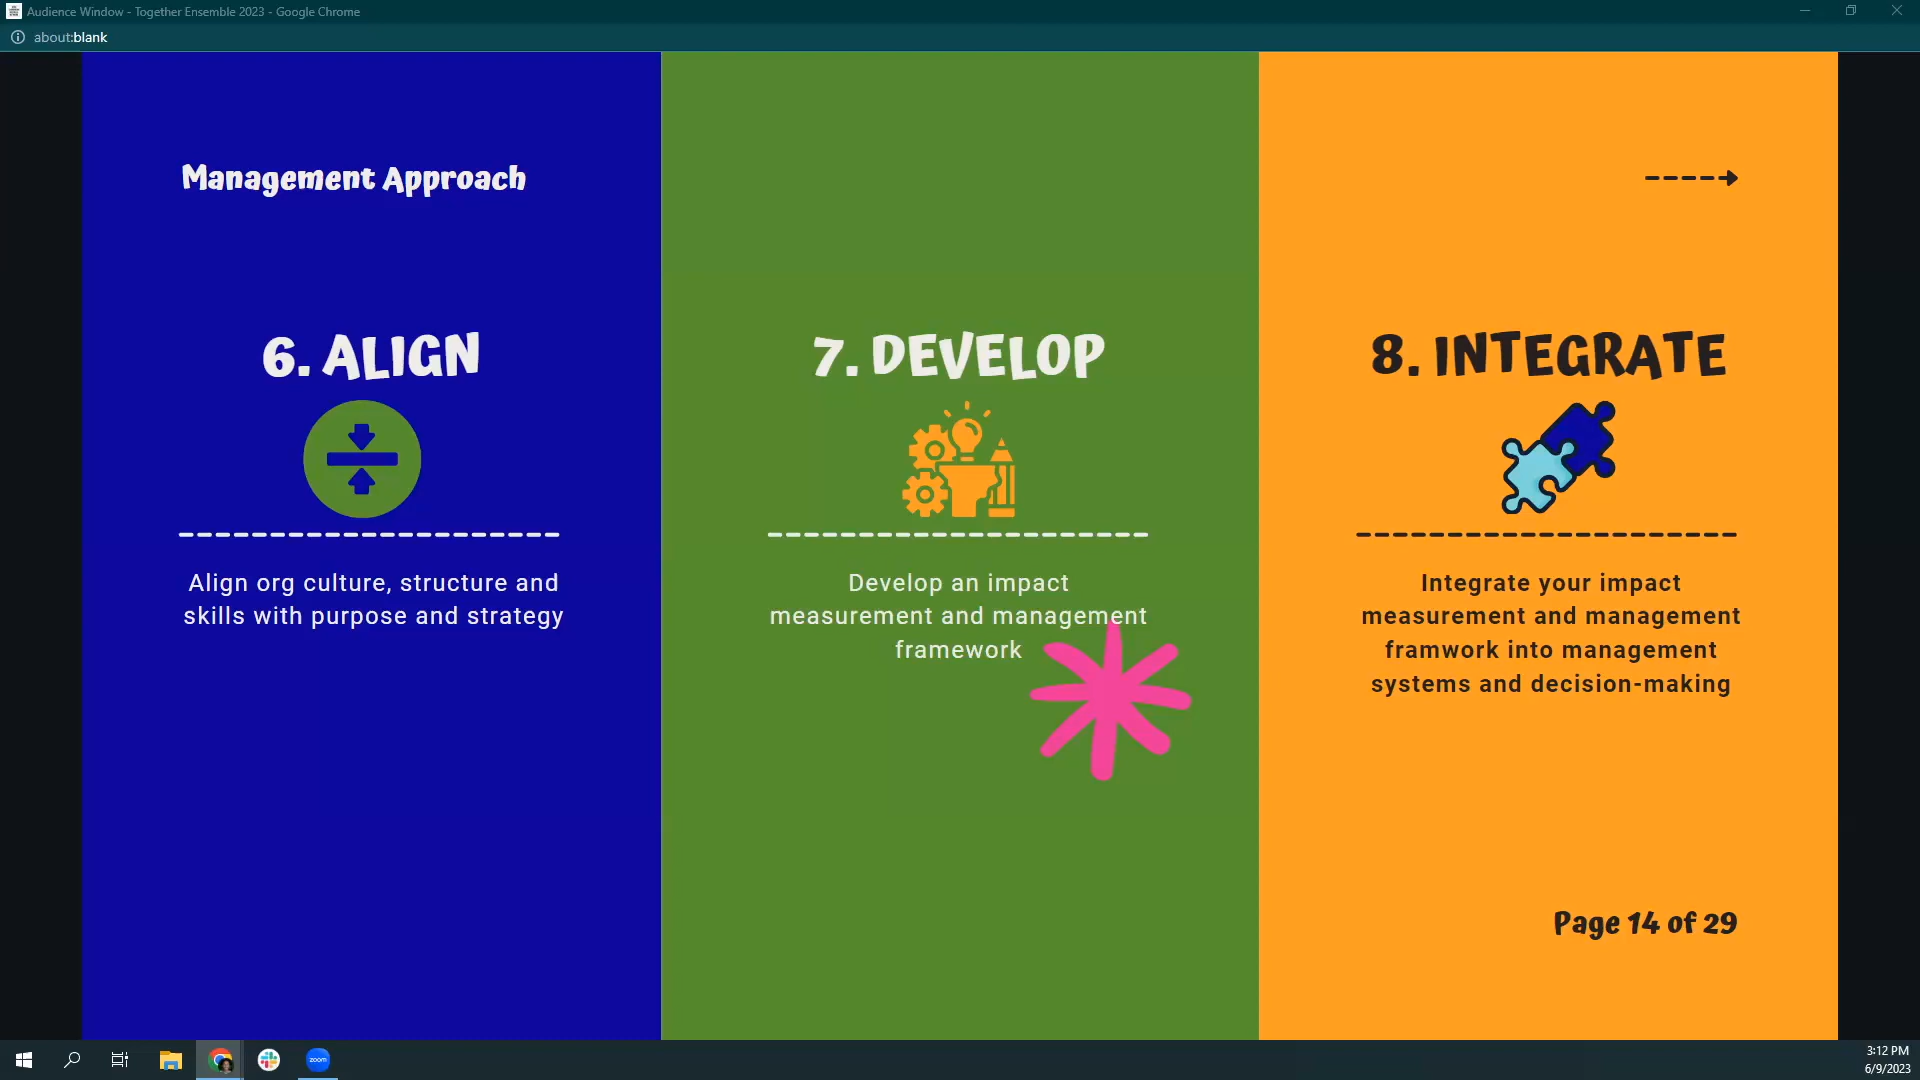 Audience Window - Together Ensemble 2023 - Google Chrome
about:blank
Management Approach
6. ALIGN
Align org culture, structure and
skills with purpose and strategy
7. DEVELOP
Develop an impact
measurement and management
framework
8. INTEGRATE
Integrate your impact
measurement and management
framwork into management
systems and decision-making
Page 14 of 29
zoom
3:12 PM
6/9/2023